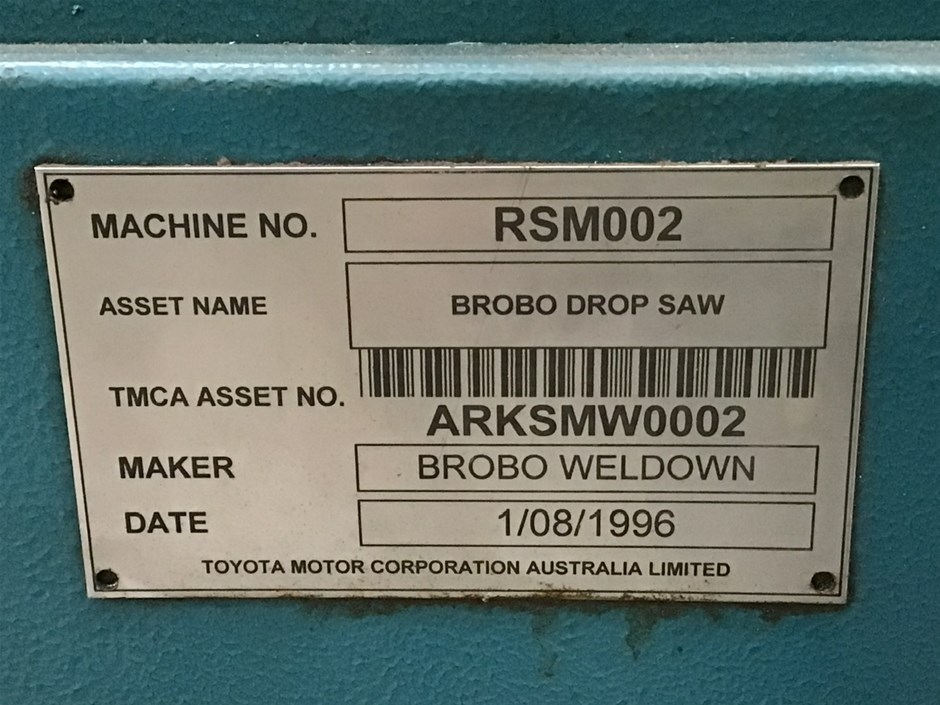 MACHINE NO. RSM002
ASSET NAME BROBO DROP SAW
TMCA ASSET NO. ARKSMW0002
MAKER BROBO WELDOWN
DATE 1/08/1996
TOYOTA MOTOR CORPORATION AUSTRALIA LIMITED